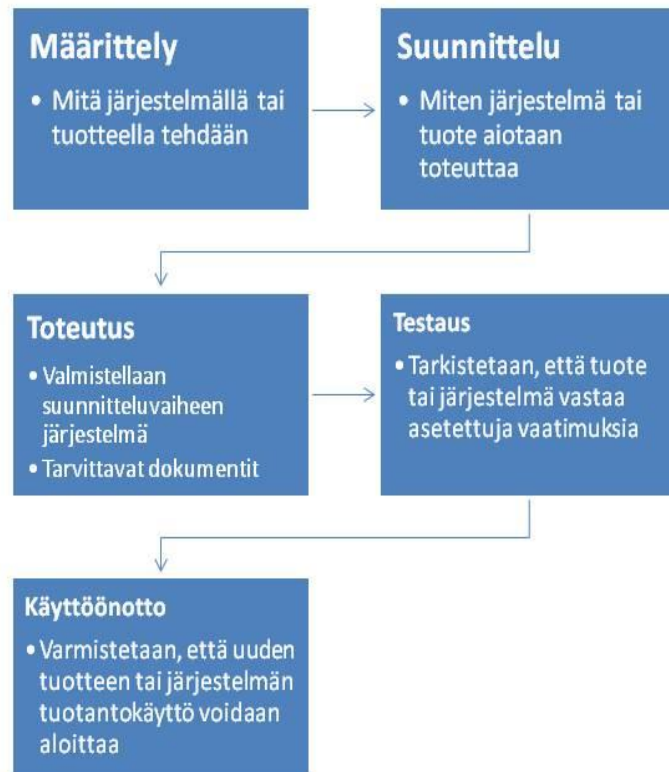 Määrittely
• Mitä järjestelmällä tai
tuotteella tehdään
Suunnittelu
• Miten järjestelmä tai
tuote aiotaan
toteuttaa
Toteutus
• Valmistellaan
suunnitteluvaiheen
järjestelmä
• Tarvittavat dokumentit
Testaus
• Tarkistetaan, että tuote
tai järjestelmä vastaa
asetettuja vaatimuksia
Käyttöönotto
• Varmistetaan, että uuden
tuotteen tai järjestelmän
tuotantokäyttö voidaan
aloittaa